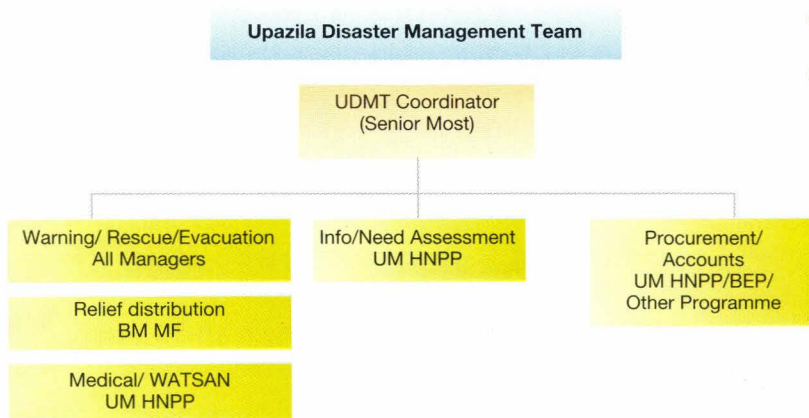 Upazila Disaster Management Team
UDMT Coordinator
(Senior Most)
Warning/ Rescue/Evacuation
All Managers
Relief distribution
BM MF
Medical/ WATSAN
UM HNPP
Info/Need Assessment
UM HNPP
Procurement/
Accounts
UM HNPP/BEP/
Other Programme